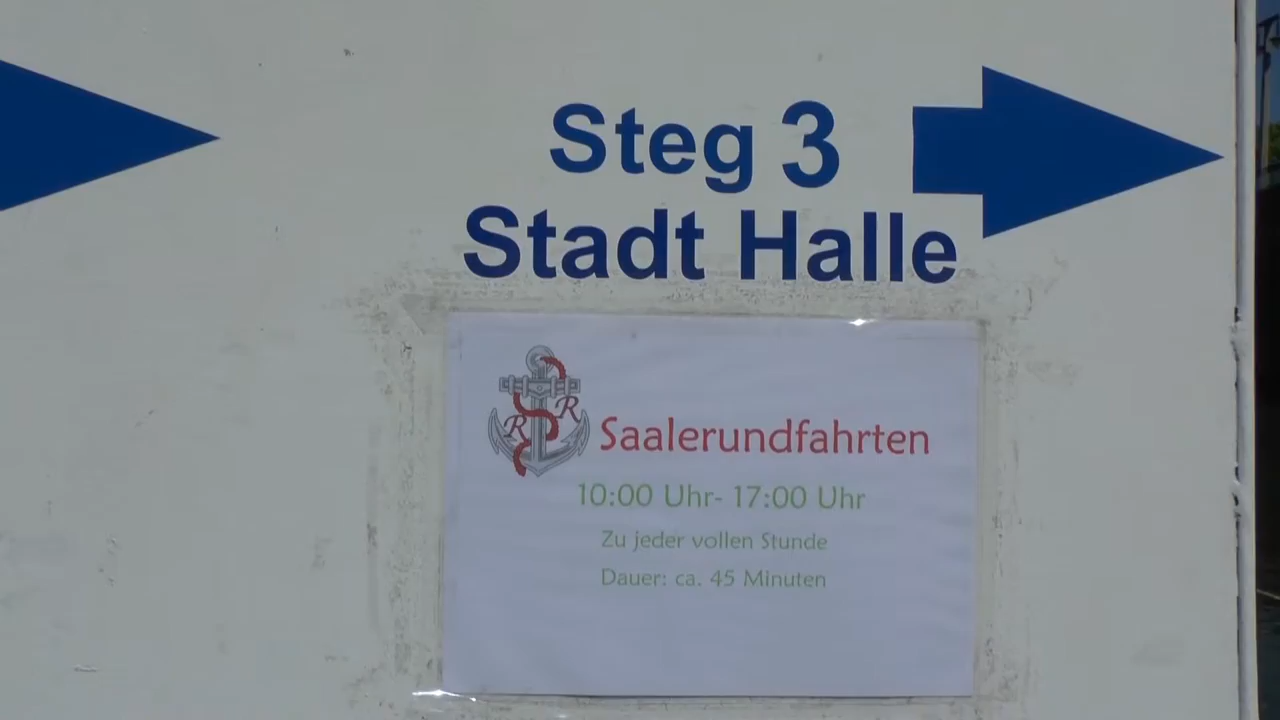 Steg 3
Stadt Halle
R R
Saalerundfahrten
10:00 Uhr- 17:00 Uhr
Zu jeder vollen Stunde
Dauer: ca. 45 Minuten